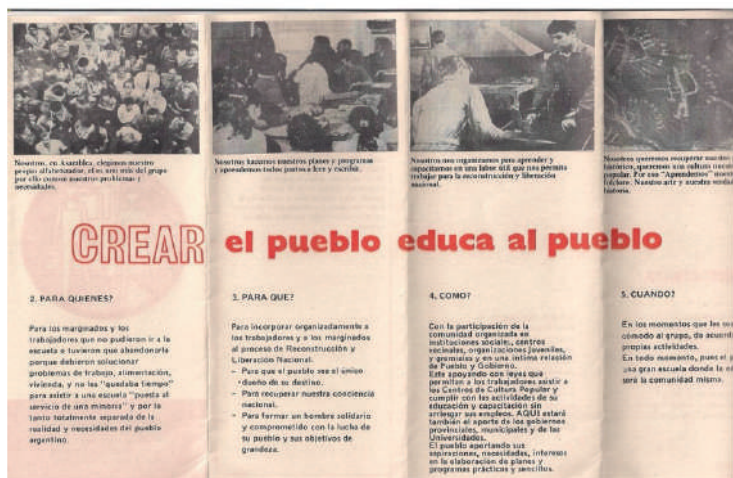 Nosotros, en Asamblea, elegimos nuestro
propio alfabetizador, el es uno más del grupo
por ello conoce nuestros problemas y
necesidades.
Nosotros hacemos nuestros planes y programas
y aprendemos todos juntos a leer y escribir.
Nosotros nos organizamos para aprender y
capacitarnos en una labor útil que nos permita
trabajar para la reconstrucción y liberación
nacional.
Nosotros queremos recuperar nuestro
histórico, queremos una cultura
popular. Por eso "Aprendemos"
folclore. Nuestro arte y nuestra
historia.
CREAR el pueblo educa al pueblo
2. PARA QUIENES?
Para los marginados y los
trabajadores que no pudieron ir a la
escuela o tuvieron que abandonarla
porque debieron solucionar
problemas de trabajo, alimentación,
vivienda, y no les "quedaba tiempo"
para asistir a una escuela "puesta al
servicio de una minoría" y por lo
tanto totalmente separada de la
realidad y necesidades del pueblo
argentino.
3. PARA QUE?
Para incorporar organizadamente a
los trabajadores y a los marginados
al proceso de Reconstrucción y
Liberación Nacional.
- Para que el pueblo sea el único
dueño de su destino.
- Para recuperar nuestra conciencia
nacional.
- Para formar un hombre solidario
y comprometido con la lucha de
su pueblo y sus objetivos de
grandeza.
4. COMO?
Con la participación de la
comunidad organizada en
instituciones sociales, centros
vecinales, organizaciones juveniles,
y gremiales y en una íntima relación
de Pueblo y Gobierno.
Esto apoyando con leyes que
permitan a los trabajadores asistir a
los Centros de Cultura Popular y
cumplir con las actividades de su
educación y capacitación sin
arriesgar sus empleos. AQUI estará
también el aporte de los gobiernos
provinciales, municipales y de las
Universidades.
El pueblo aportando sus
aspiraciones, necesidades, intereses
en la elaboración de planes y
programas prácticos y sencillos.
5. CUANDO?
En los momentos que les
cómodo al grupo, de
propias actividades.
En todo momento, pues el
una gran escuela donde la
será la comunidad misma.